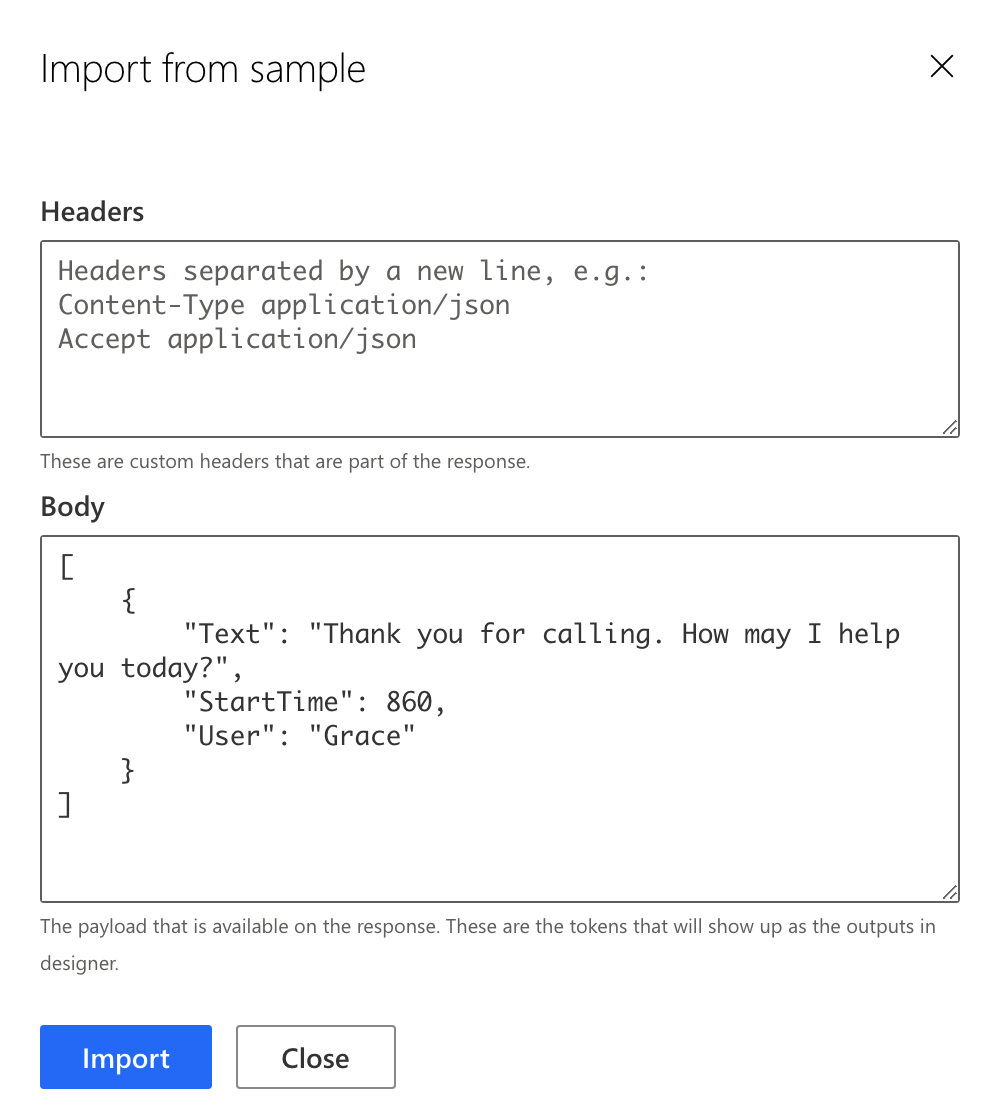 Import from sample
Headers
Headers separated by a new line, e.g.:
Content-Type application/json
Accept application/json
These are custom headers that are part of the response.
Body
[
    {
        "Text": "Thank you for calling. How may I help
you today?",
        "StartTime": 860,
        "User": "Grace"
    }
]
The payload that is available on the response. These are the tokens that will show up as the outputs in
designer.
Import
Close